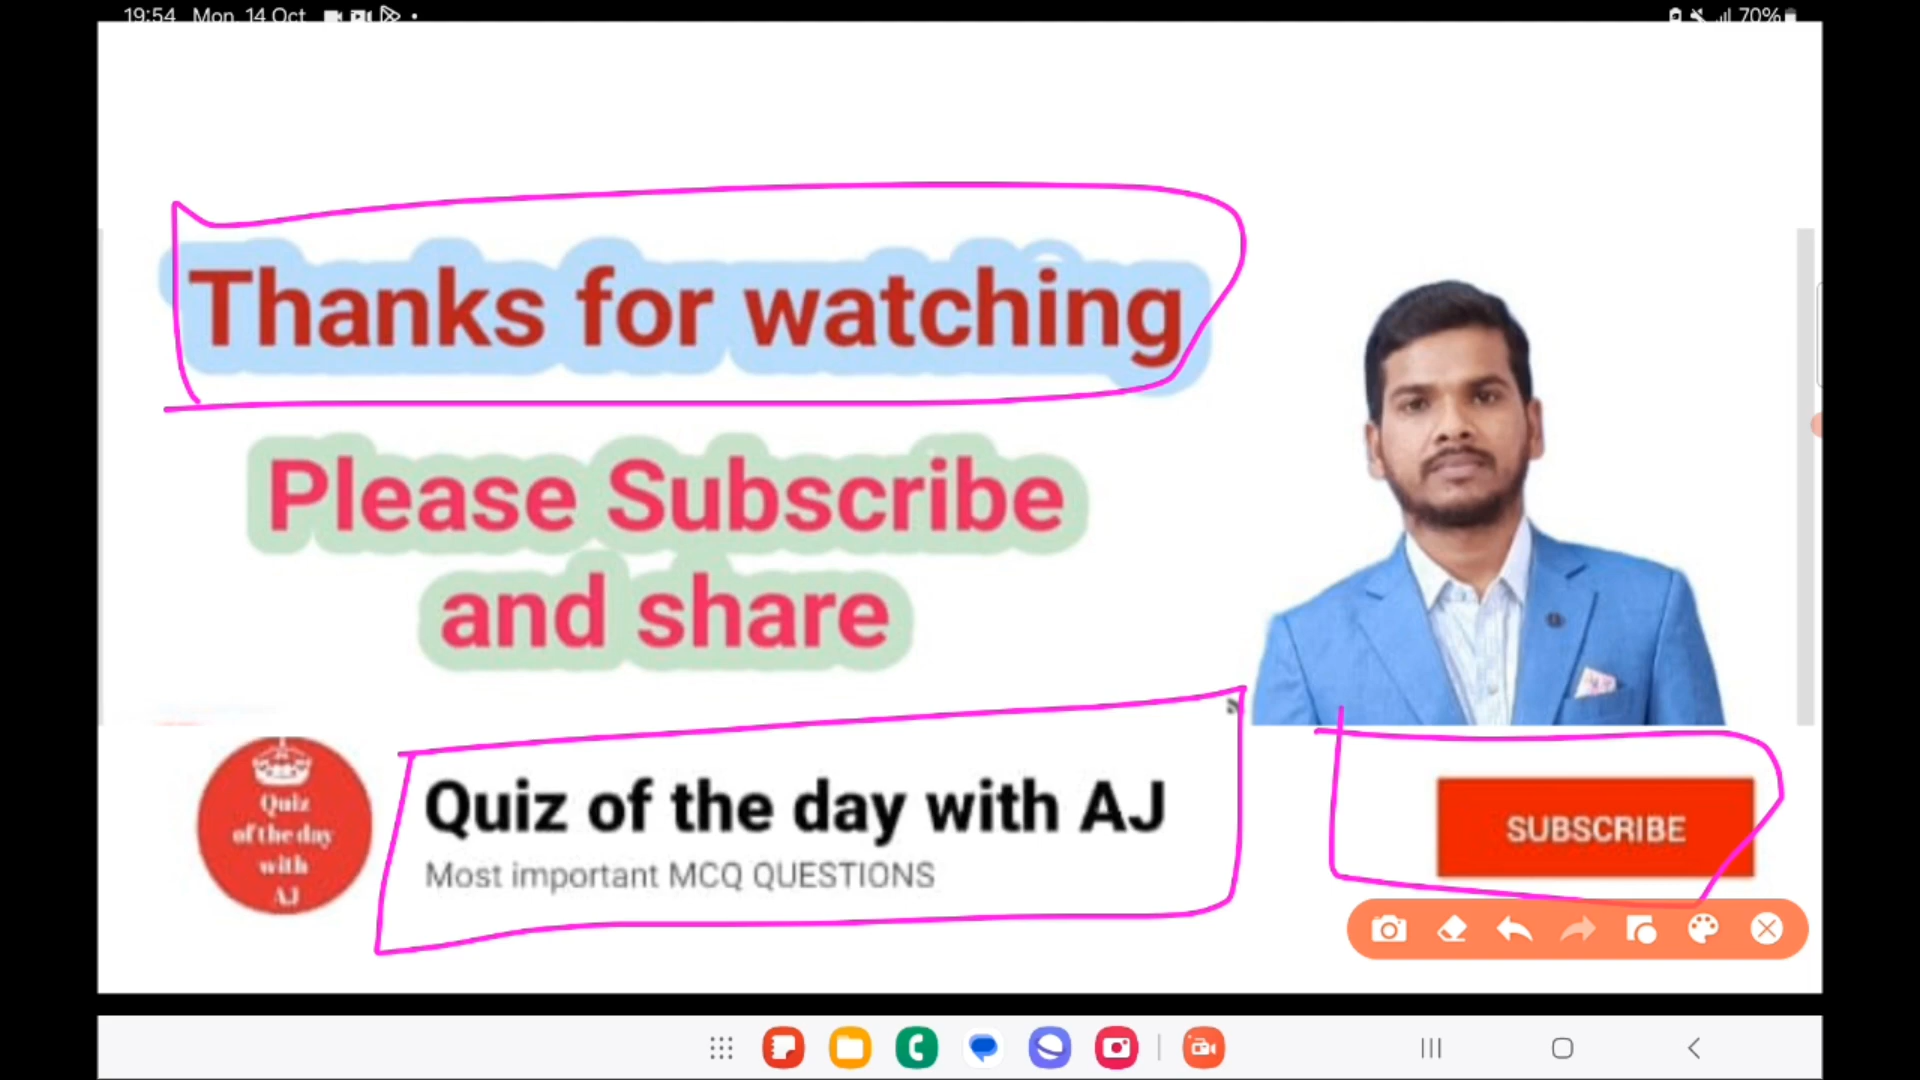 19:54 Mon, 14 Oct
70%
Thanks for watching
Please Subscribe
and share
Quiz
of the day
with
AJ
Quiz of the day with AJ
Most important MCQ QUESTIONS
SUBSCRIBE